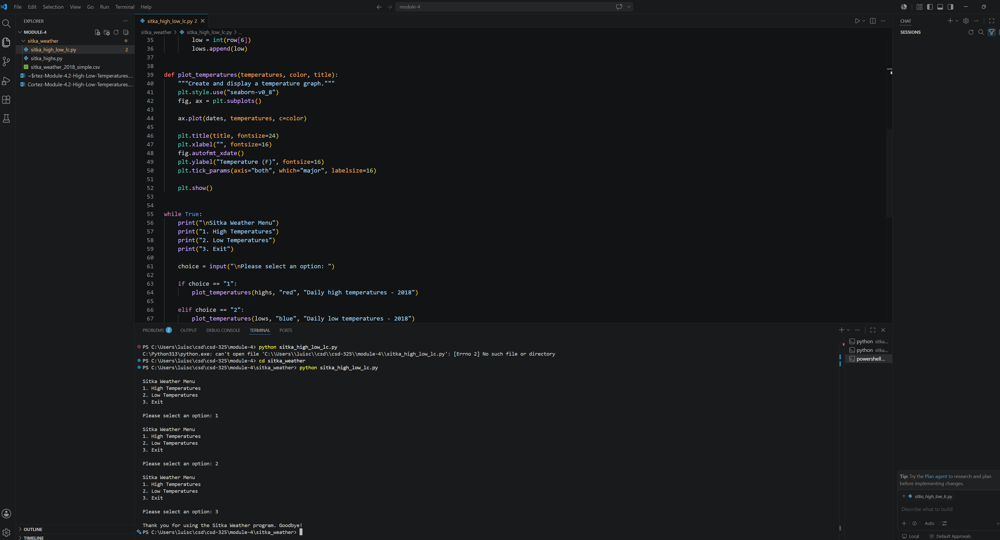 File Edit Selection View Go Run Terminal Help
module-4
EXPLORER
MODULE-4
sitka_weather
sitka_high_low_lc.py 2
sitka_highs.py
sitka_weather_2018_simple.csv
~$rtez-Module-4.2-High-Low-Temperatures....
Cortez-Module-4.2-High-Low-Temperatures....
OUTLINE
TIMELINE
sitka_high_low_lc.py 2
sitka_weather > sitka_high_low_lc.py > ...
35 low = int(row[6])
36 lows.append(low)
37
38
39 def plot_temperatures(temperatures, color, title):
40 """Create and display a temperature graph."""
41 plt.style.use("seaborn-v0_8")
42 fig, ax = plt.subplots()
43
44 ax.plot(dates, temperatures, c=color)
45
46 plt.title(title, fontsize=24)
47 plt.xlabel("", fontsize=16)
48 fig.autofmt_xdate()
49 plt.ylabel("Temperature (F)", fontsize=16)
50 plt.tick_params(axis="both", which="major", labelsize=16)
51
52 plt.show()
53
54
55 while True:
56 print("\nSitka Weather Menu")
57 print("1. High Temperatures")
58 print("2. Low Temperatures")
59 print("3. Exit")
60
61 choice = input("\nPlease select an option: ")
62
63 if choice == "1":
64 plot_temperatures(highs, "red", "Daily high temperatures - 2018")
65
66 elif choice == "2":
67 plot_temperatures(lows, "blue", "Daily low temperatures - 2018")
PROBLEMS 2 OUTPUT DEBUG CONSOLE TERMINAL PORTS
PS C:\Users\luisc\csd\csd-325\module-4> python sitka_high_low_lc.py
C:\Python313\python.exe: can't open file 'C:\\Users\\luisc\\csd\\csd-325\\module-4\\sitka_high_low_lc.py': [Errno 2] No such file or directory
PS C:\Users\luisc\csd\csd-325\module-4> cd sitka_weather
PS C:\Users\luisc\csd\csd-325\module-4\sitka_weather> python sitka_high_low_lc.py
Sitka Weather Menu
1. High Temperatures
2. Low Temperatures
3. Exit
Please select an option: 1
Sitka Weather Menu
1. High Temperatures
2. Low Temperatures
3. Exit
Please select an option: 2
Sitka Weather Menu
1. High Temperatures
2. Low Temperatures
3. Exit
Please select an option: 3
Thank you for using the Sitka Weather program. Goodbye!
PS C:\Users\luisc\csd\csd-325\module-4\sitka_weather>
python sitka...
python sitka...
powershell...
CHAT
SESSIONS
Tip: Try the Plan agent to research and plan
before implementing changes.
sitka_high_low_lc.py
Describe what to build
Auto
Local Default Approvals